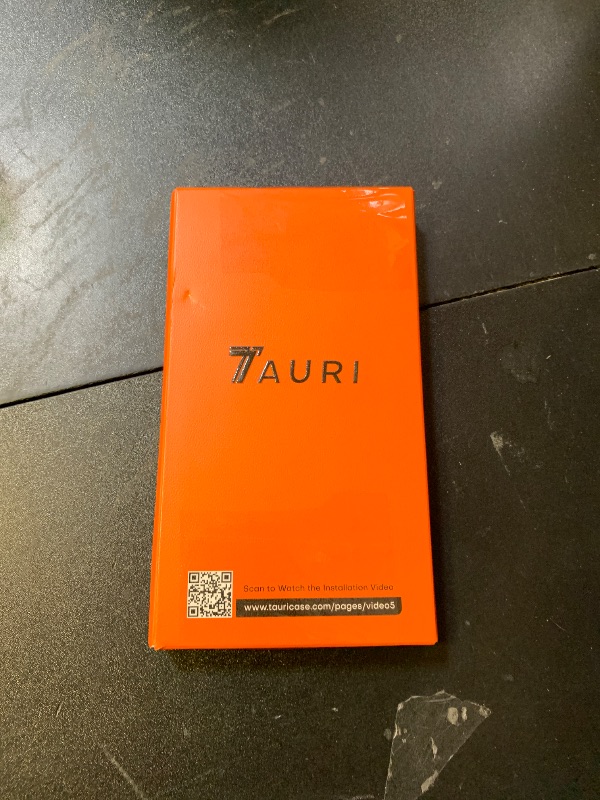 TAURI
Scan to Watch the Installation Video
www.tauricase.com/pages/video5